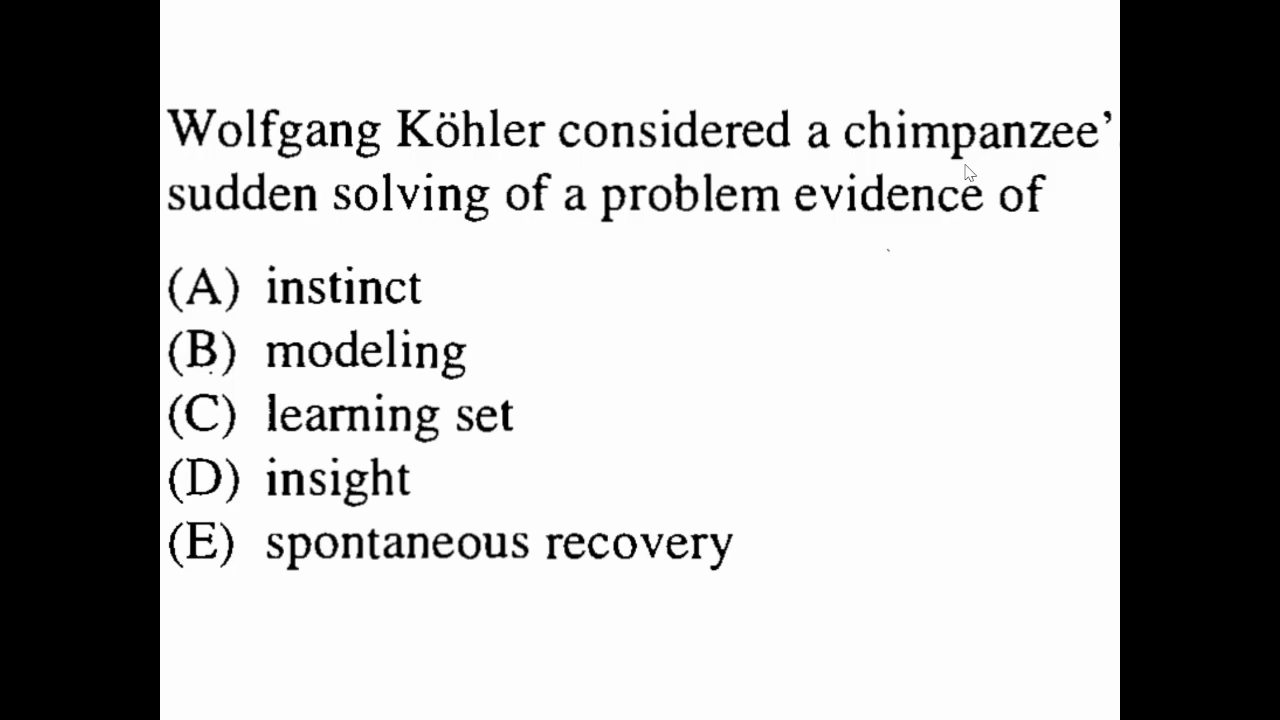 Wolfgang Köhler considered a chimpanzee’
sudden solving of a problem evidence of
(A) instinct
(B) modeling
(C) learning set
(D) insight
(E) spontaneous recovery